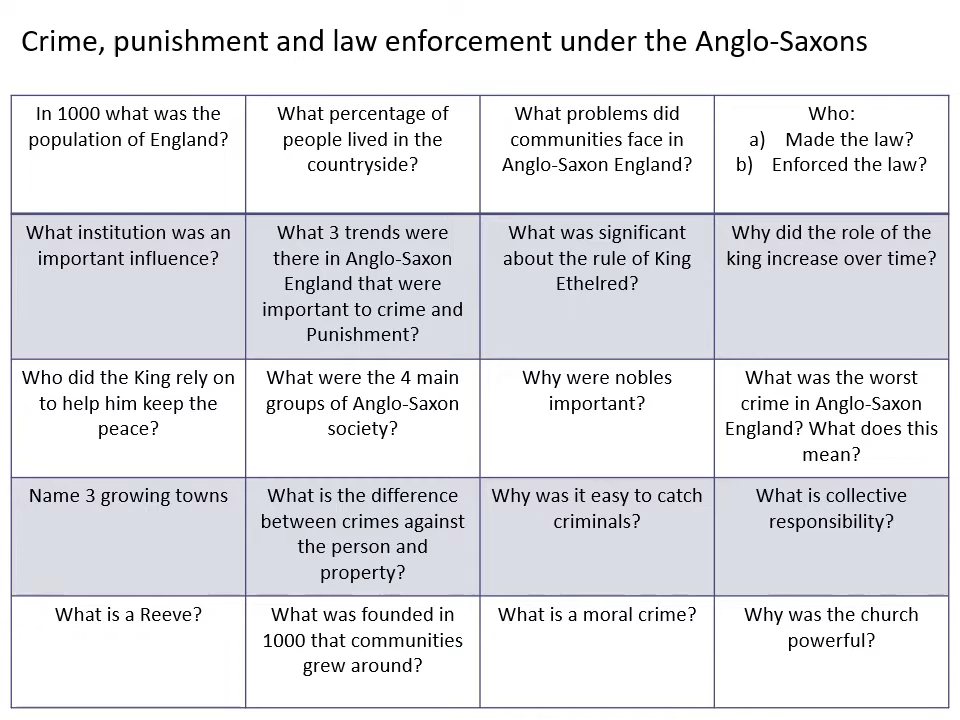 Crime, punishment and law enforcement under the Anglo-Saxons
In 1000 what was the
population of England?
What percentage of
people lived in the
countryside?
What problems did
communities face in
Anglo-Saxon England?
Who:
a) Made the law?
b) Enforced the law?
What institution was an
important influence?
What 3 trends were
there in Anglo-Saxon
England that were
important to crime and
Punishment?
What was significant
about the rule of King
Ethelred?
Why did the role of the
king increase over time?
Who did the King rely on
to help him keep the
peace?
What were the 4 main
groups of Anglo-Saxon
society?
Why were nobles
important?
What was the worst
crime in Anglo-Saxon
England? What does this
mean?
Name 3 growing towns
What is the difference
between crimes against
the person and
property?
Why was it easy to catch
criminals?
What is collective
responsibility?
What is a Reeve?
What was founded in
1000 that communities
grew around?
What is a moral crime?
Why was the church
powerful?